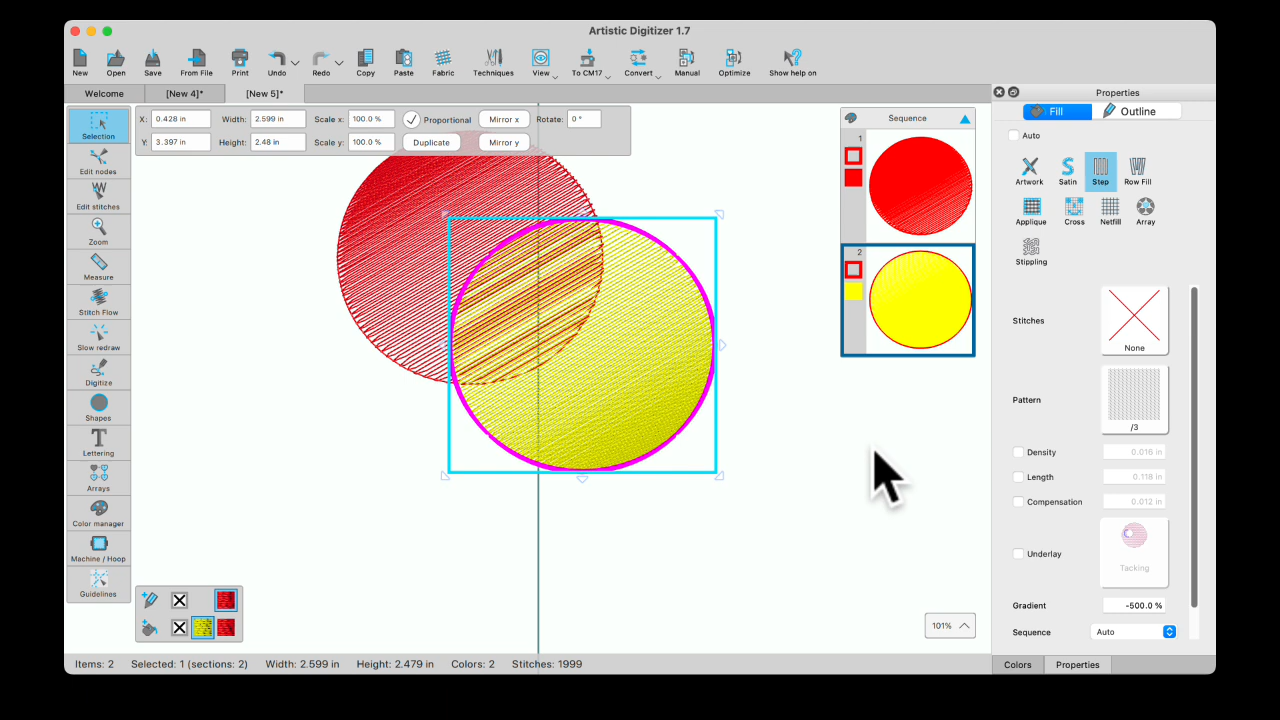 Artistic Digitizer 1.7
New Open Save From File Print Undo Redo Copy Paste Fabric Techniques View To CM17 Convert Manual Optimize Show help on
Welcome [New 4]* [New 5]*
X: 0.428 in Width: 2.599 in Scale x: 100.0 % Proportional Mirror x Rotate: 0 °
Y: 3.397 in Height: 2.48 in Scale y: 100.0 % Duplicate Mirror y
Selection
Edit nodes
Edit stitches
Zoom
Measure
Stitch Flow
Slow redraw
Digitize
Shapes
Lettering
Arrays
Color manager
Machine / Hoop
Guidelines
Sequence
1
2
101%
Properties
Fill Outline
Auto
Artwork Satin Step Row Fill
Applique Cross Netfill Array
Stippling
Stitches
None
Pattern
/3
Density 0.016 in
Length 0.118 in
Compensation 0.012 in
Underlay
Tacking
Gradient -500.0 %
Sequence Auto
Colors Properties
Items: 2 Selected: 1 (sections: 2) Width: 2.599 in Height: 2.479 in Colors: 2 Stitches: 1999